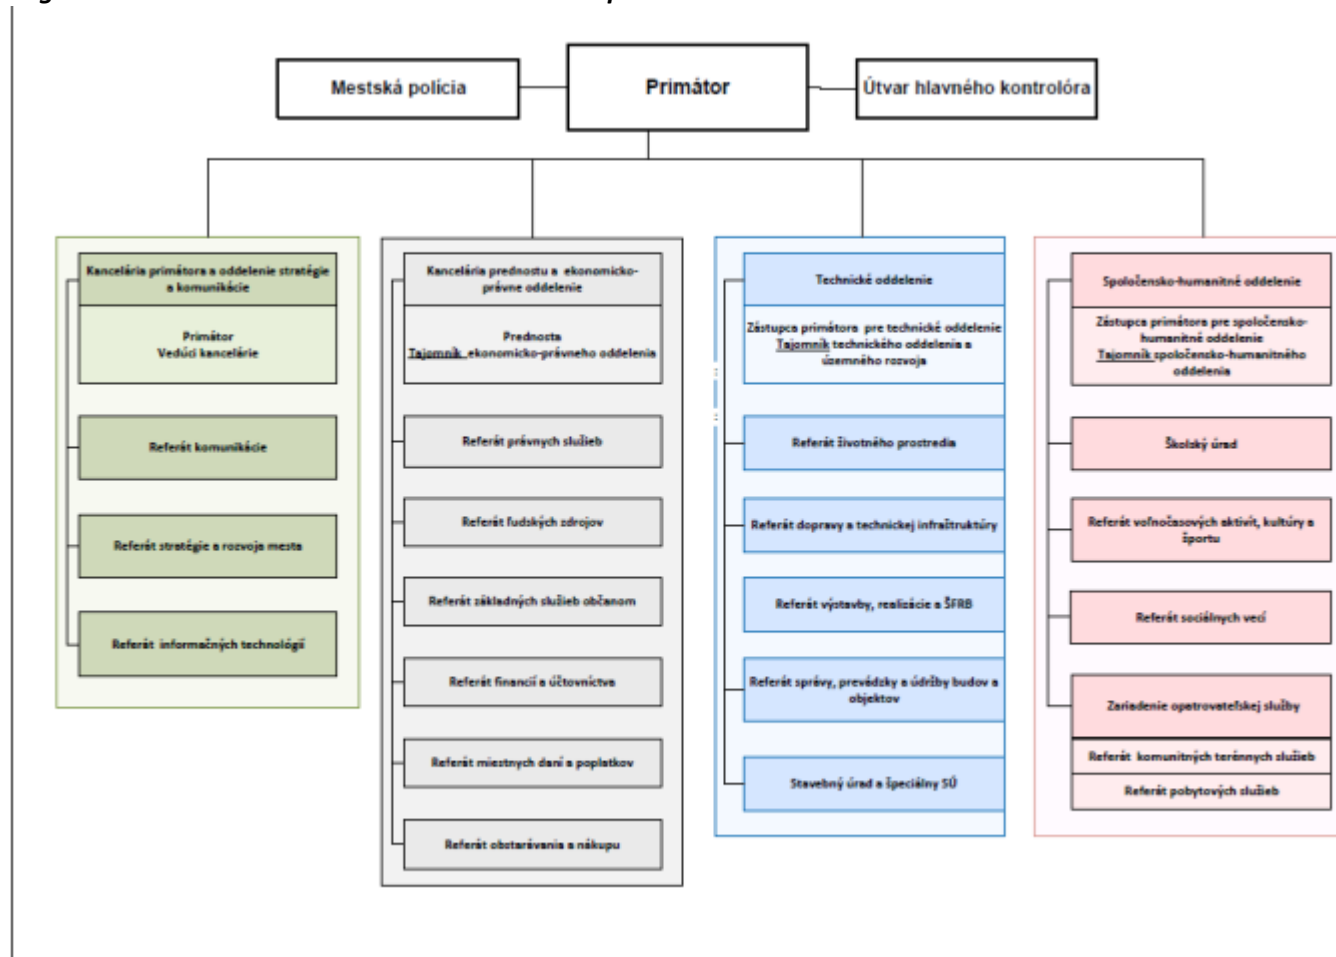 Mestská polícia
Primátor
Útvar hlavného kontrolóra
Kancelária primátora a oddelenie stratégie
a komunikácie
Primátor
Vedúci kancelárie
Referát komunikácie
Referát stratégie a rozvoja mesta
Referát informačných technológií
Kancelária prednostu a ekonomicko-
právne oddelenie
Prednosta
Tajomník ekonomicko-právneho oddelenia
Referát právnych služieb
Referát ľudských zdrojov
Referát základných služieb občanom
Referát financií a účtovníctva
Referát miestnych daní a poplatkov
Referát obstarávania a nákupu
Technické oddelenie
Zástupca primátora pre technické oddelenie
Tajomník technického oddelenia a
územného rozvoja
Referát životného prostredia
Referát dopravy a technickej infraštruktúry
Referát výstavby, realizácie a ŠFRB
Referát správy, prevádzky a údržby budov a
objektov
Stavebný úrad a špeciálny SÚ
Spoločensko-humanitné oddelenie
Zástupca primátora pre spoločensko-
humanitné oddelenie
Tajomník spoločensko-humanitného
oddelenia
Školský úrad
Referát voľnočasových aktivít, kultúry a
športu
Referát sociálnych vecí
Zariadenie opatrovateľskej služby
Referát komunitných terénnych služieb
Referát pobytových služieb